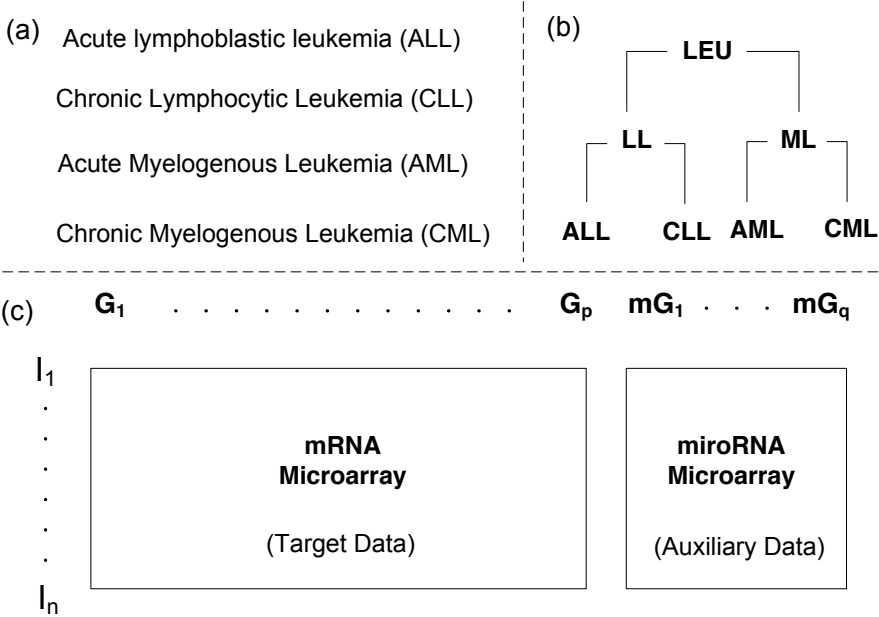 (a)
Acute lymphoblastic leukemia (ALL)
Chronic Lymphocytic Leukemia (CLL)
Acute Myelogenous Leukemia (AML)
Chronic Myelogenous Leukemia (CML)
(b)
LEU
LL ML
ALL CLL AML CML
(c)
G1 . . . . . . . . . . . . Gp mG1 . . . mGq
I1
.
.
.
.
.
.
In
mRNA
Microarray
(Target Data)
miroRNA
Microarray
(Auxiliary Data)